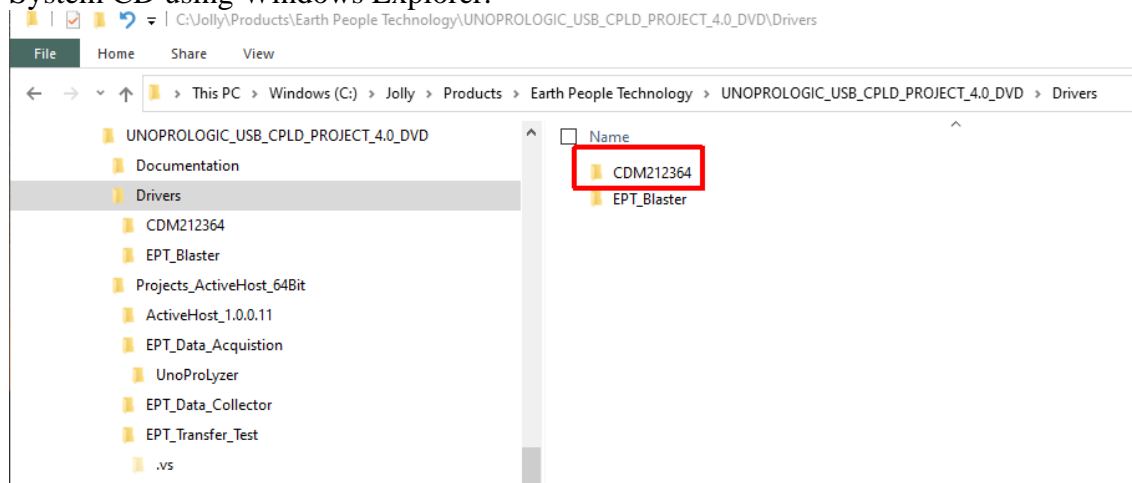 System CD using Windows Explorer.
C:\Jolly\Products\Earth People Technology\UNOPROLOGIC_USB_CPLD_PROJECT_4.0_DVD\Drivers
File Home Share View
This PC > Windows (C:) > Jolly > Products > Earth People Technology > UNOPROLOGIC_USB_CPLD_PROJECT_4.0_DVD > Drivers
UNOPROLOGIC_USB_CPLD_PROJECT_4.0_DVD
Documentation
Drivers
CDM212364
EPT_Blaster
Projects_ActiveHost_64Bit
ActiveHost_1.0.0.11
EPT_Data_Acquistion
UnoProLyzer
EPT_Data_Collector
EPT_Transfer_Test
.vs
Name
CDM212364
EPT_Blaster